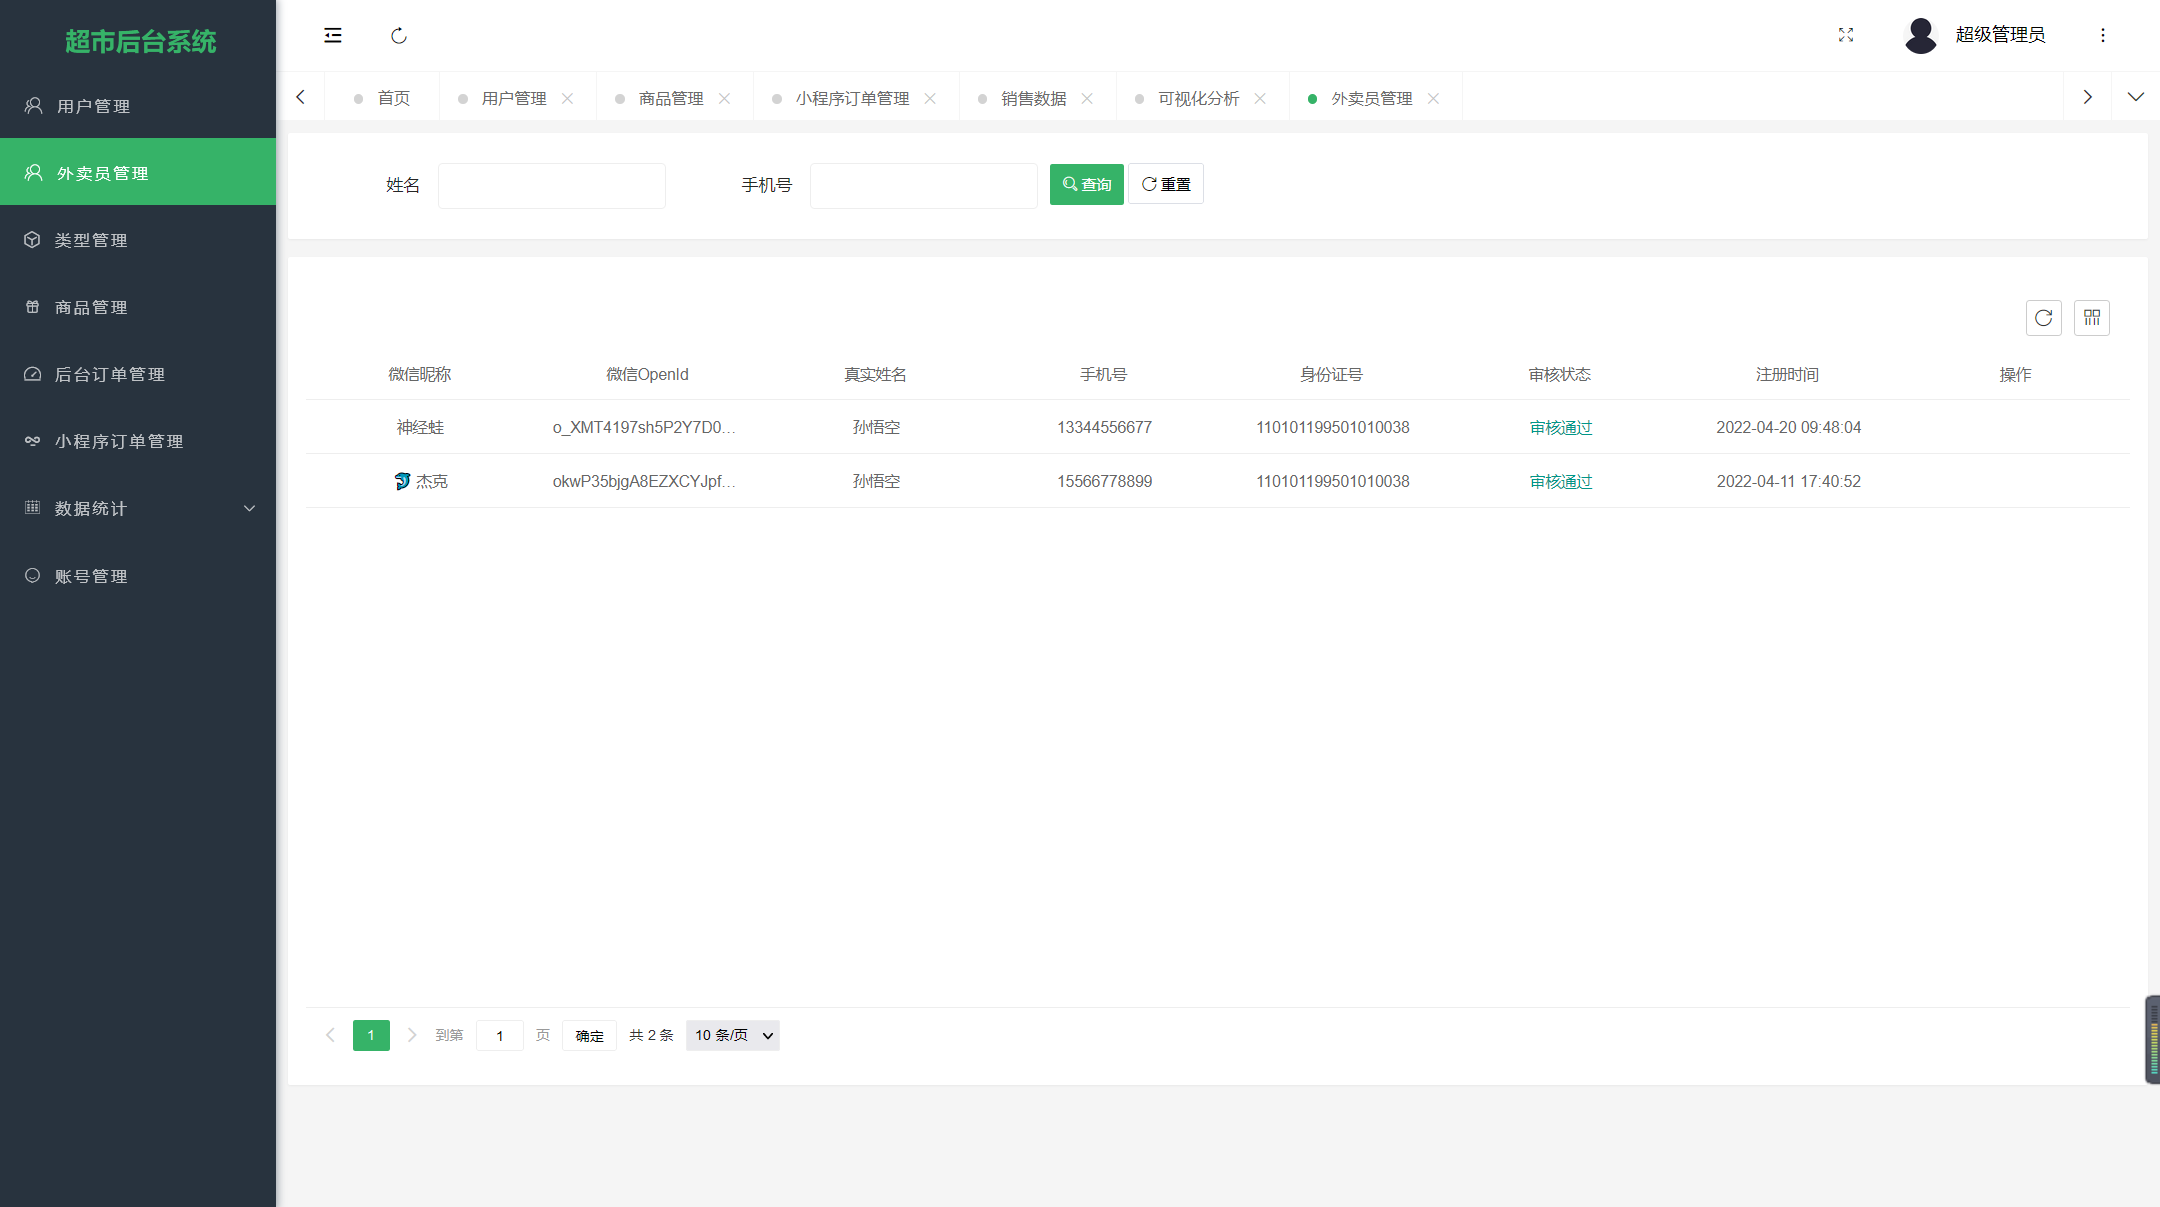 超市后台系统
超级管理员
用户管理
外卖员管理
类型管理
商品管理
后台订单管理
小程序订单管理
数据统计
账号管理
首页 用户管理 商品管理 小程序订单管理 销售数据 可视化分析 外卖员管理
姓名 手机号 查询 重置
微信昵称 微信OpenId 真实姓名 手机号 身份证号 审核状态 注册时间 操作
神经蛙 o_XMT4197sh5P2Y7D0... 孙悟空 13344556677 110101199501010038 审核通过 2022-04-20 09:48:04
杰克 okwP35bjgA8EZXCYJpf... 孙悟空 15566778899 110101199501010038 审核通过 2022-04-11 17:40:52
1 到第 1 页 确定 共 2 条 10 条/页